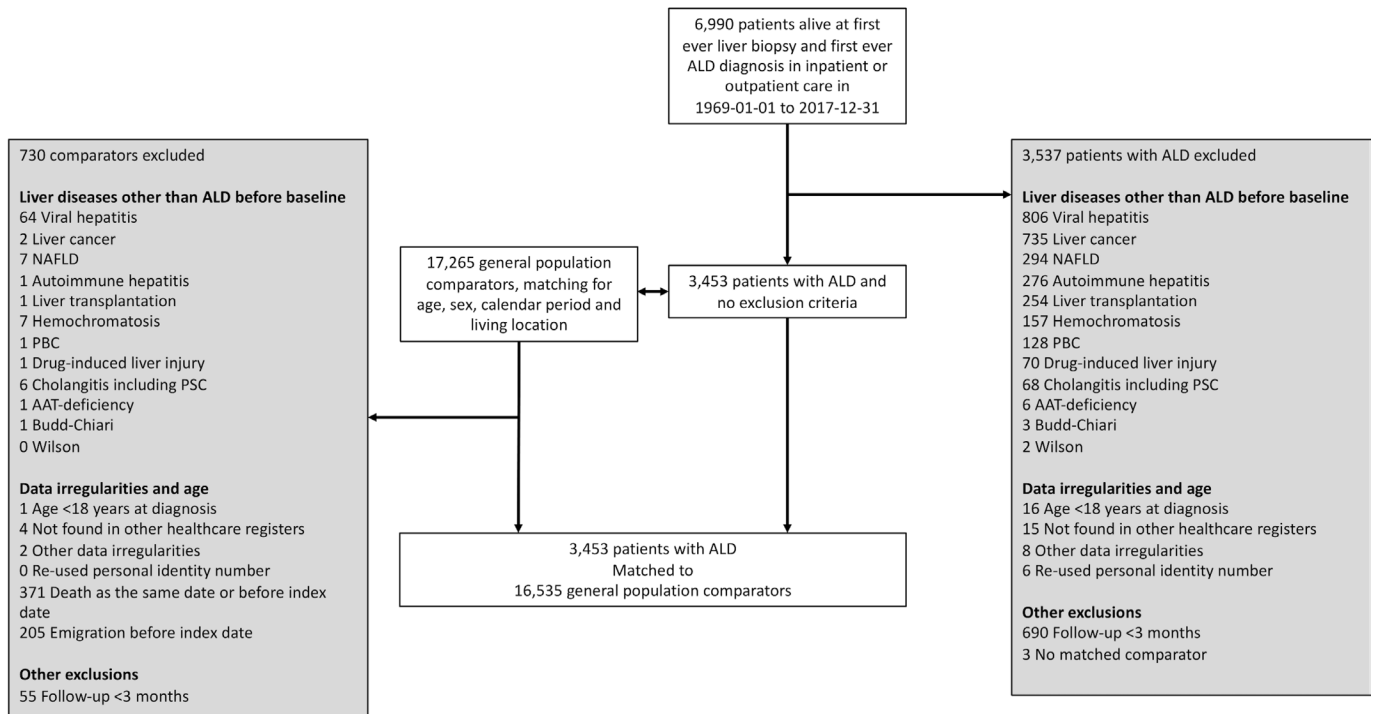 6,990 patients alive at first
ever liver biopsy and first ever
ALD diagnosis in inpatient or
outpatient care in
1969-01-01 to 2017-12-31
730 comparators excluded
Liver diseases other than ALD before baseline
64 Viral hepatitis
2 Liver cancer
7 NAFLD
1 Autoimmune hepatitis
1 Liver transplantation
7 Hemochromatosis
1 PBC
1 Drug-induced liver injury
6 Cholangitis including PSC
1 AAT-deficiency
1 Budd-Chiari
0 Wilson
Data irregularities and age
1 Age <18 years at diagnosis
4 Not found in other healthcare registers
2 Other data irregularities
0 Re-used personal identity number
371 Death as the same date or before index
date
205 Emigration before index date
Other exclusions
55 Follow-up <3 months
17,265 general population
comparators, matching for
age, sex, calendar period and
living location
3,453 patients with ALD and
no exclusion criteria
3,453 patients with ALD
Matched to
16,535 general population comparators
3,537 patients with ALD excluded
Liver diseases other than ALD before baseline
806 Viral hepatitis
735 Liver cancer
294 NAFLD
276 Autoimmune hepatitis
254 Liver transplantation
157 Hemochromatosis
128 PBC
70 Drug-induced liver injury
68 Cholangitis including PSC
6 AAT-deficiency
3 Budd-Chiari
2 Wilson
Data irregularities and age
16 Age <18 years at diagnosis
15 Not found in other healthcare registers
8 Other data irregularities
6 Re-used personal identity number
Other exclusions
690 Follow-up <3 months
3 No matched comparator